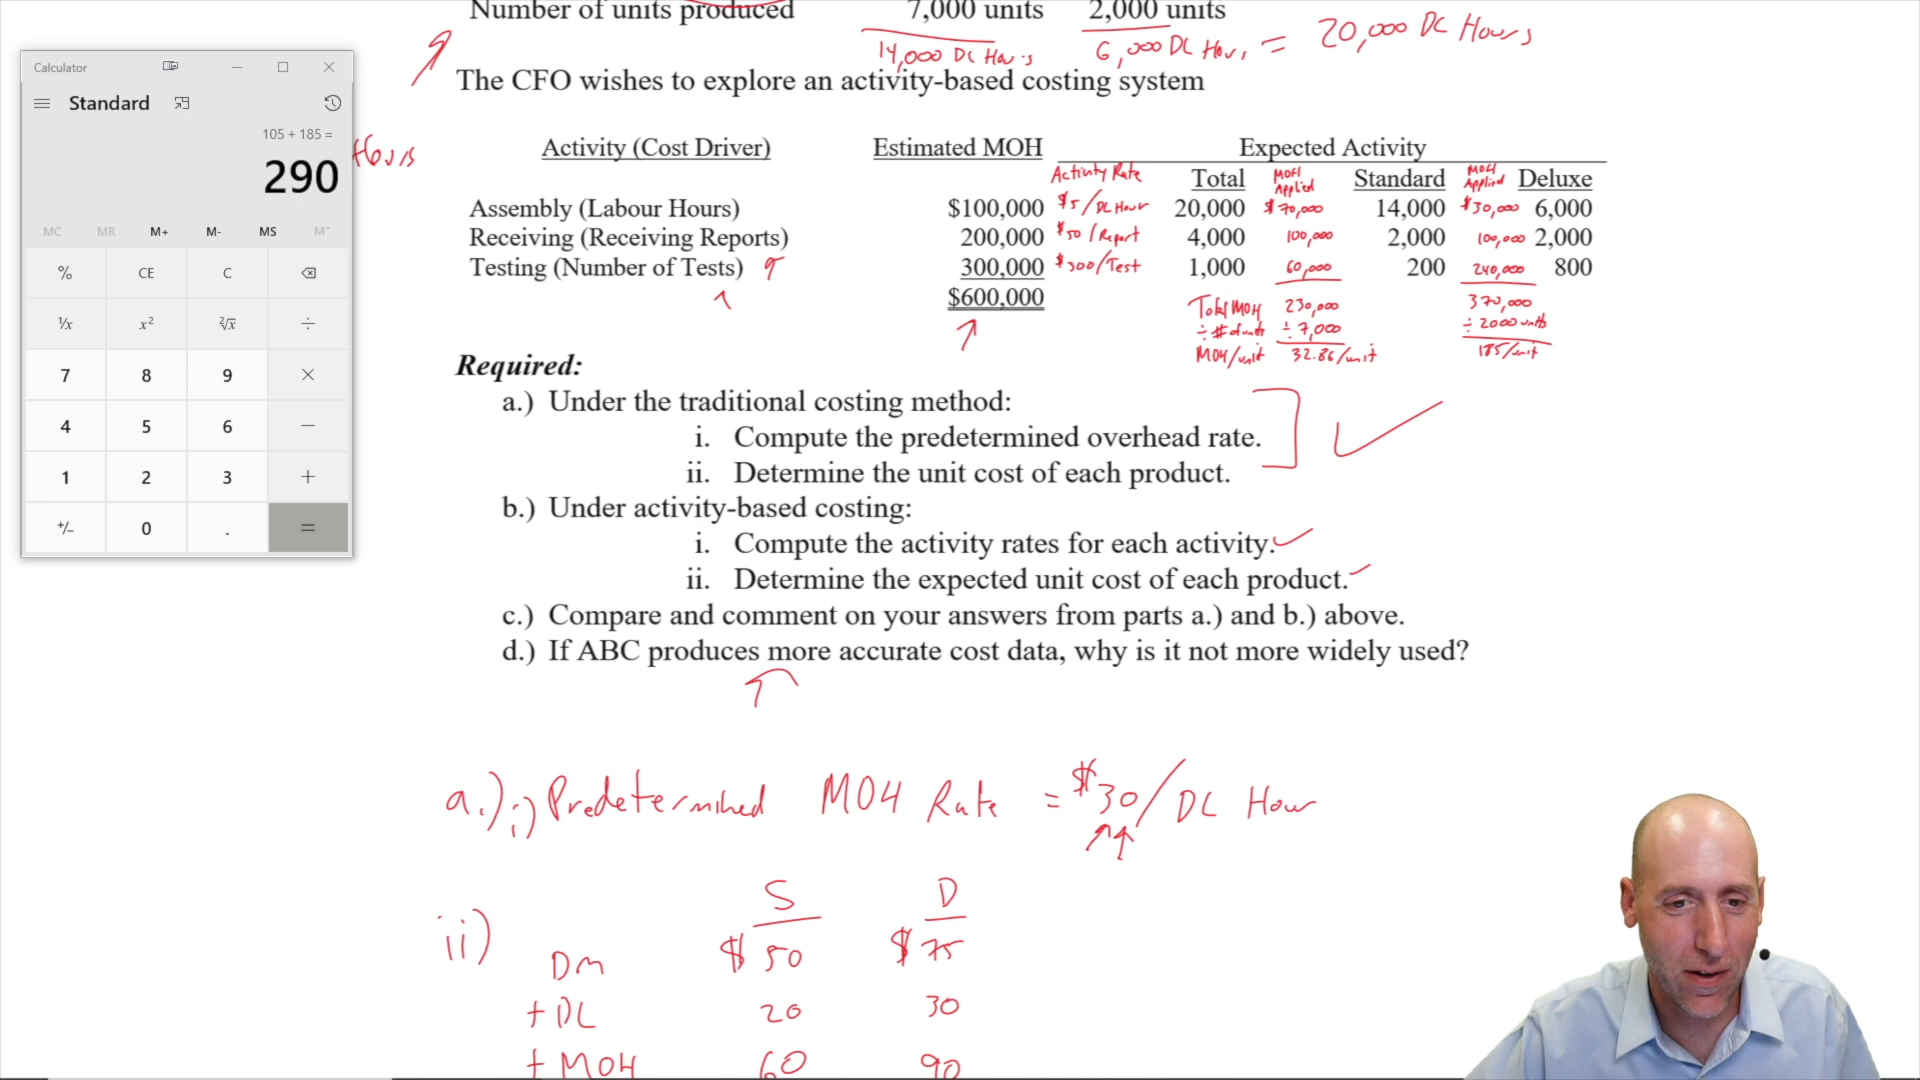 Number of units produced 7,000 units 2,000 units
14,000 DC Hours 6,000 DL Hours = 20,000 DC Hours
The CFO wishes to explore an activity-based costing system
Calculator
Standard
105 + 185 =
290
Hours
MC MR M+ M- MS M˅
% CE C
¹/x x² ²√x ÷
7 8 9 ×
4 5 6 −
1 2 3 +
+/− 0 . =
Activity (Cost Driver) Estimated MOH Expected Activity
Activity Rate Total MOH Applied Standard MOH Applied Deluxe
Assembly (Labour Hours) $100,000 $5/DL Hour 20,000 $70,000 14,000 $30,000 6,000
Receiving (Receiving Reports) 200,000 $50/Report 4,000 100,000 2,000 100,000 2,000
Testing (Number of Tests) 300,000 $300/Test 1,000 60,000 200 240,000 800
$600,000 Total MOH 230,000 370,000
÷ # of units ÷ 7,000 ÷ 2000 units
MOH/unit 32.86/unit 185/unit
Required:
a.) Under the traditional costing method:
i. Compute the predetermined overhead rate.
ii. Determine the unit cost of each product.
b.) Under activity-based costing:
i. Compute the activity rates for each activity.
ii. Determine the expected unit cost of each product.
c.) Compare and comment on your answers from parts a.) and b.) above.
d.) If ABC produces more accurate cost data, why is it not more widely used?
a.) i) Predetermined MOH Rate = $30/DC Hour
S D
ii) DM $50 $75
+ DL 20 30
+ MOH 60 90